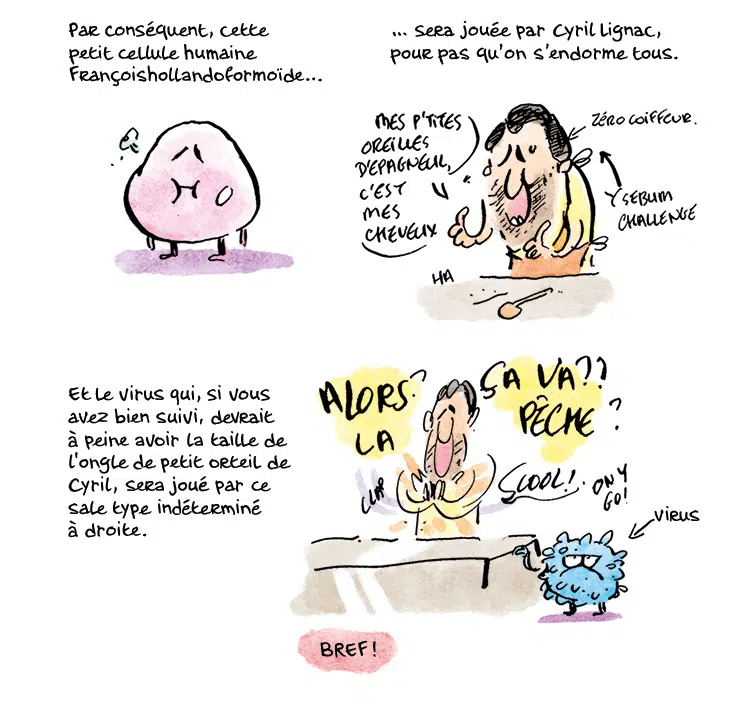 Par conséquent, cette
petit cellule humaine
Françoishollandoformoïde...
... sera jouée par Cyril Lignac,
pour pas qu'on s'endorme tous.
MES P'TITES
OREILLES
D'ÉPAGNEUL,
C'EST
MES
CHEVEUX
ZÉRO COIFFEUR.
SEBUM
CHALLENGE
HA
Et le virus qui, si vous
avez bien suivi, devrait
à peine avoir la taille de
l'ongle de petit orteil de
Cyril, sera joué par ce
sale type indéterminé
à droite.
ALORS?
LA
ÇA VA??
PÊCHE?
CLAP
COOL!
ON Y
GO!
virus
BREF!